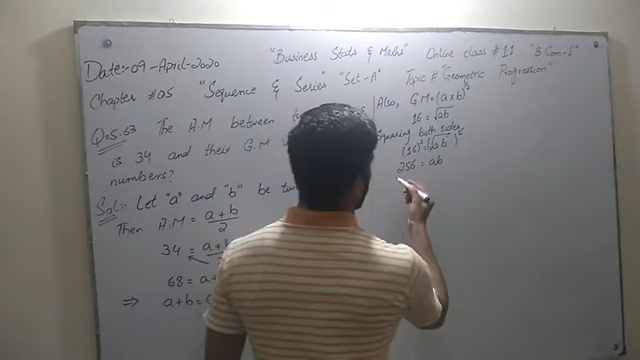 "Business Stats & Maths" Online class # 11 "B.Com-I"
Date:- 09-April-2020
Chapter #05 "Sequence & Series" "Set-A" Topic # "Geometric Progression"
Q=5.63 The A.M between
is 34 and their G.M
numbers?
Sol:- Let "a" and "b" be
Then A.M = a+b/2
34 = a+b
68 = a+
⇒ a+b=6
Also, G.M=(a×b)^1/2
16 = √ab
Squaring both sides
(16)²=(√ab)²
256 = ab